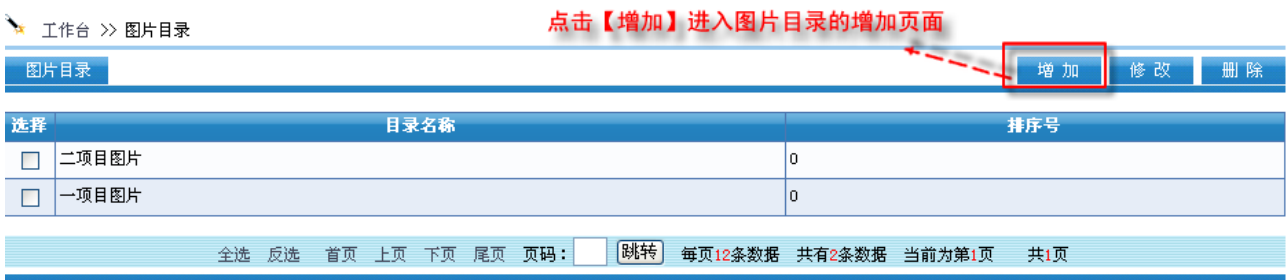 点击【增加】进入图片目录的增加页面
工作台 >> 图片目录
图片目录 增 加 修 改 删 除
选择 目录名称 排序号
二项目图片 0
一项目图片 0
全选 反选 首页 上页 下页 尾页 页码： 跳转 每页12条数据 共有2条数据 当前为第1页 共1页